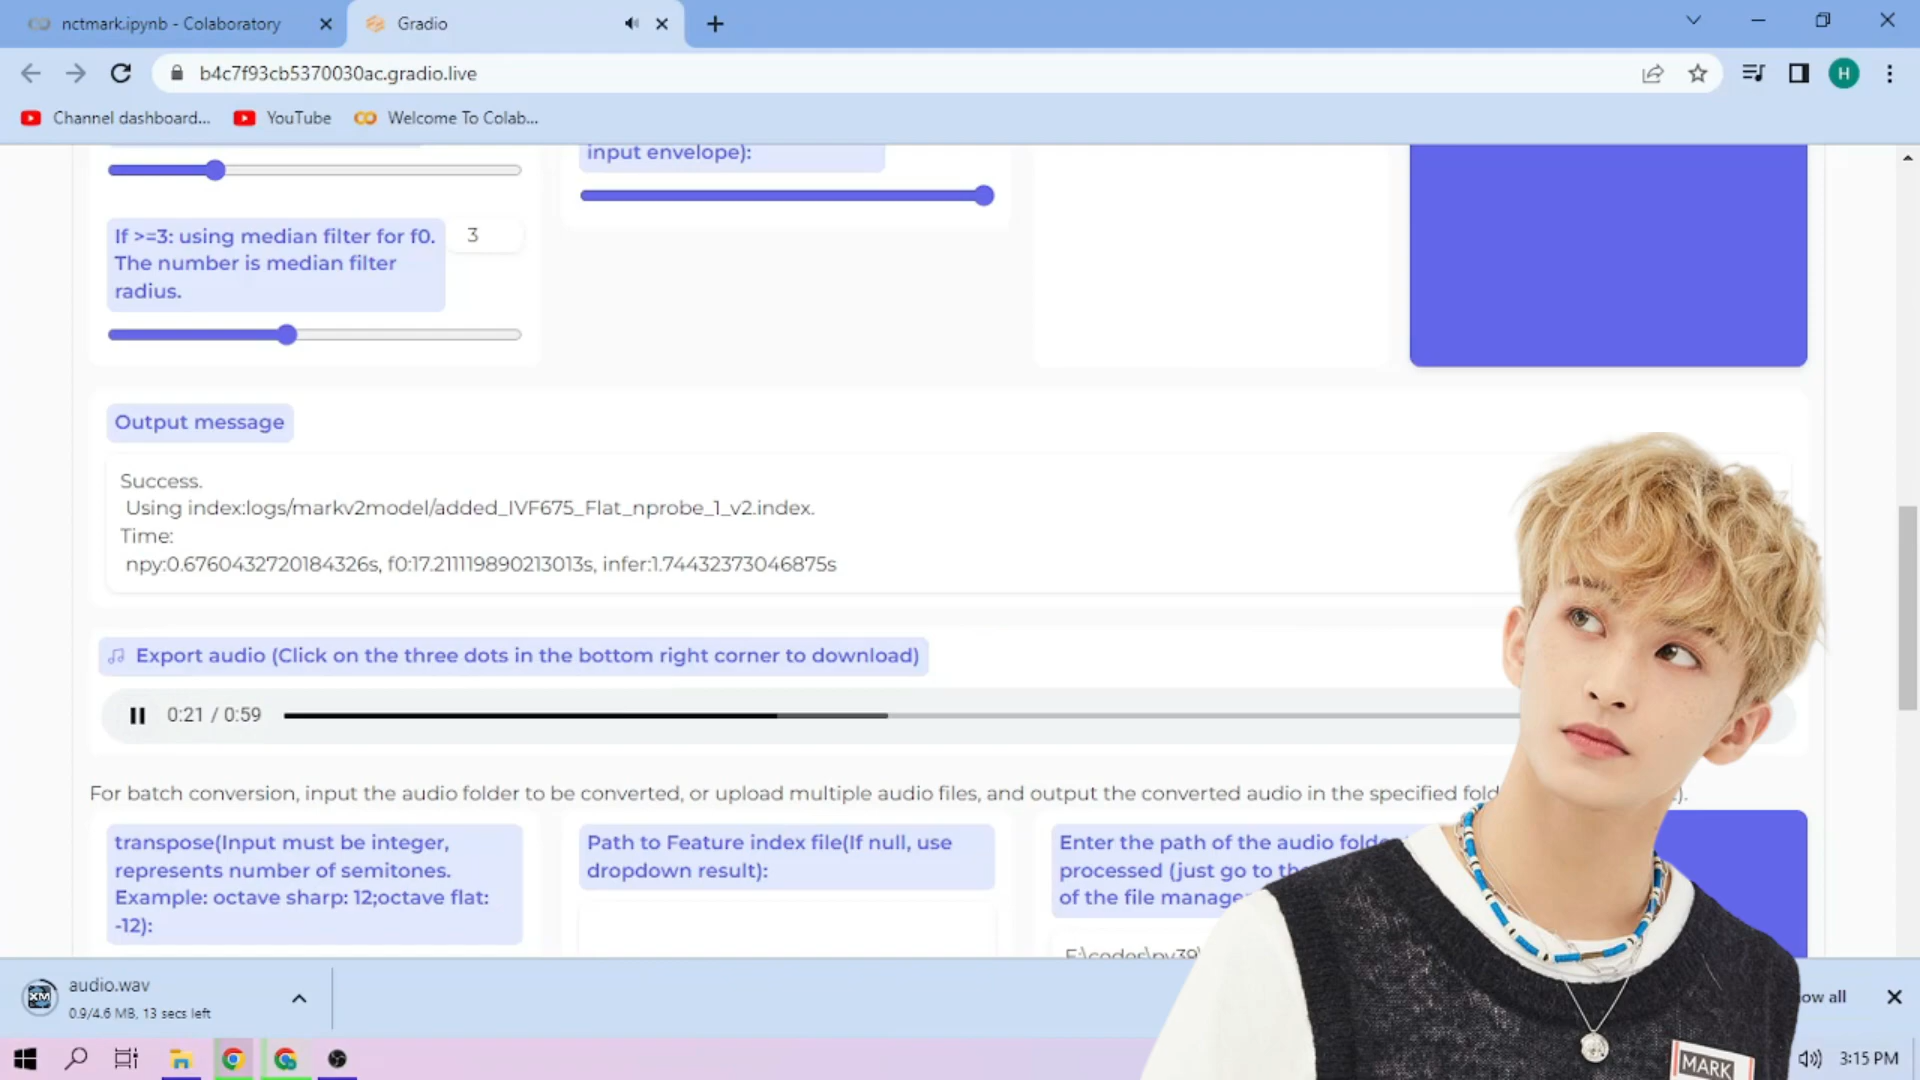 nctmark.ipynb - Colaboratory
Gradio
b4c7f93cb5370030ac.gradio.live
H
Channel dashboard...
YouTube
Welcome To Colab...
input envelope):
If >=3: using median filter for f0.
The number is median filter
radius.
3
Output message
Success.
Using index:logs/markv2model/added_IVF675_Flat_nprobe_1_v2.index.
Time:
npy:0.6760432720184326s, f0:17.211119890213013s, infer:1.74432373046875s
Export audio (Click on the three dots in the bottom right corner to download)
0:21 / 0:59
For batch conversion, input the audio folder to be converted, or upload multiple audio files, and output the converted audio in the specified fold
).
transpose(Input must be integer,
represents number of semitones.
Example: octave sharp: 12;octave flat:
-12):
Path to Feature index file(If null, use
dropdown result):
Enter the path of the audio folde
processed (just go to th
of the file manage
E:\codes\py39\
XM
audio.wav
0.9/4.6 MB, 13 secs left
ow all
MARK
3:15 PM